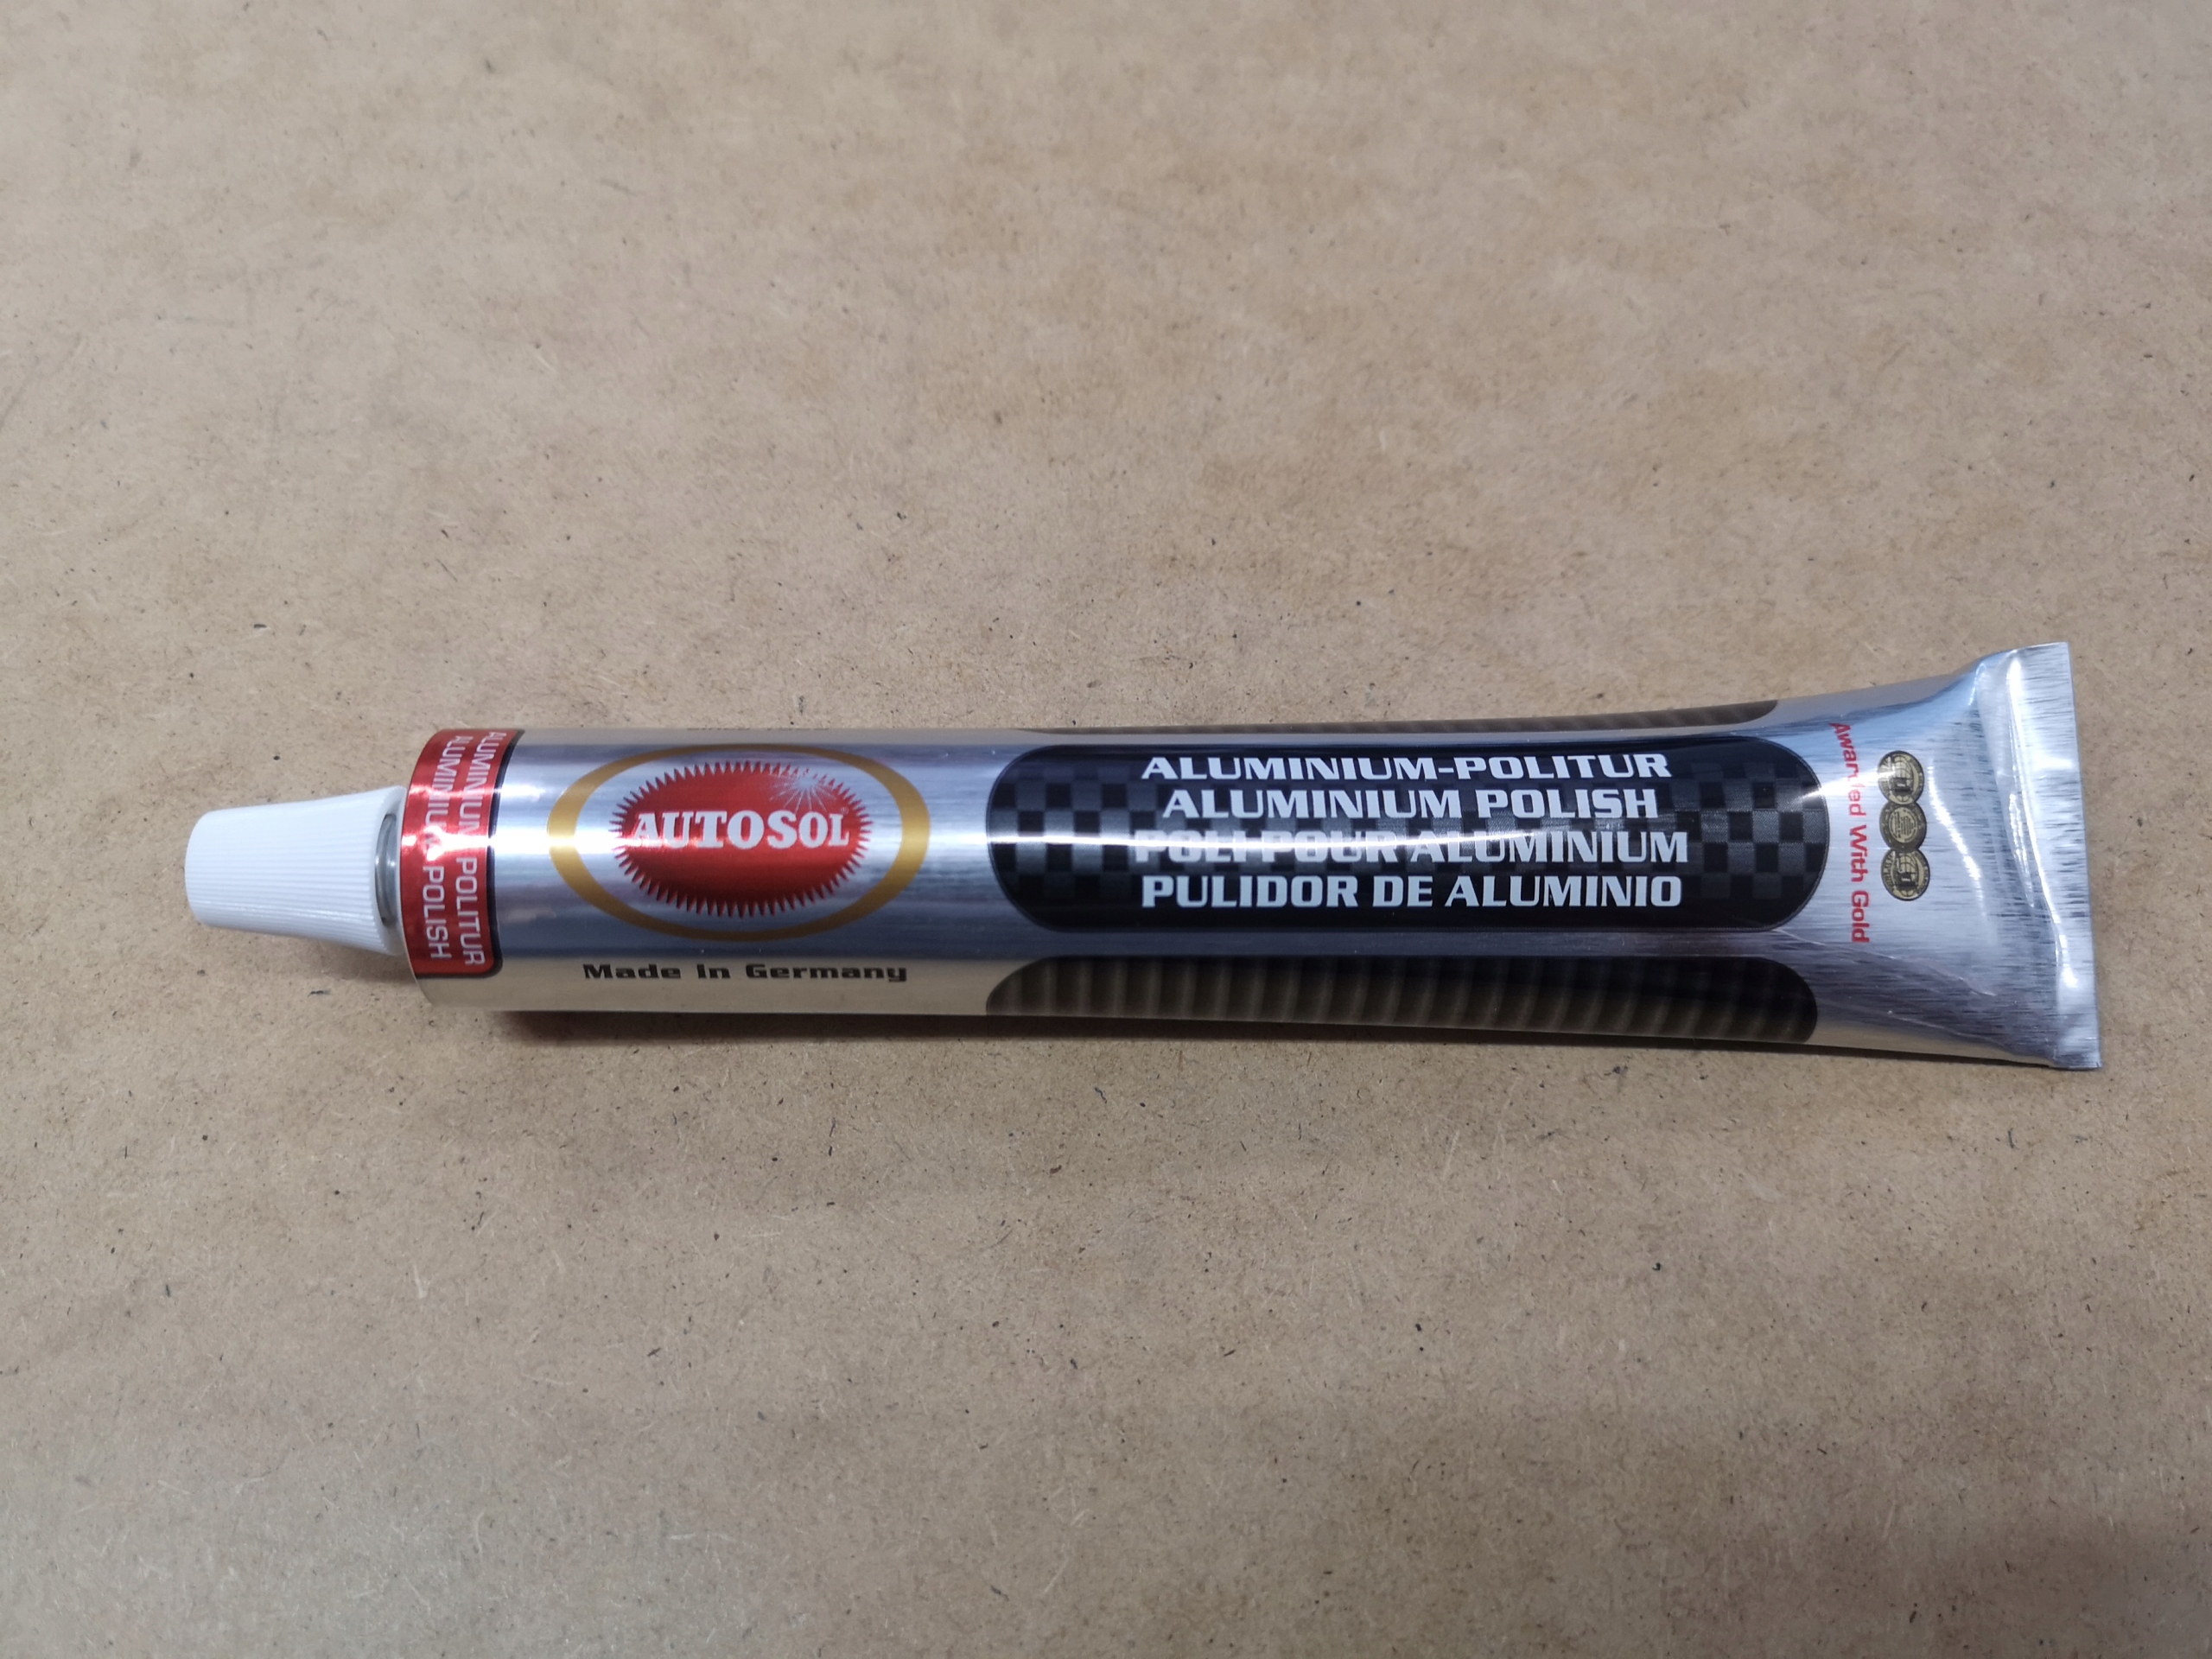 ALUMINIUM POLITUR
ALUMINIUM POLISH
AUTOSOL
Made In Germany
ALUMINIUM-POLITUR
ALUMINIUM POLISH
POLI POUR ALUMINIUM
PULIDOR DE ALUMINIO
Awarded With Gold